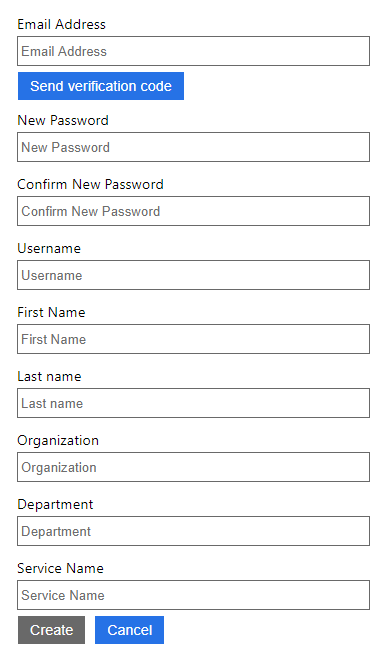 Email Address
Email Address
Send verification code
New Password
New Password
Confirm New Password
Confirm New Password
Username
Username
First Name
First Name
Last name
Last name
Organization
Organization
Department
Department
Service Name
Service Name
Create Cancel